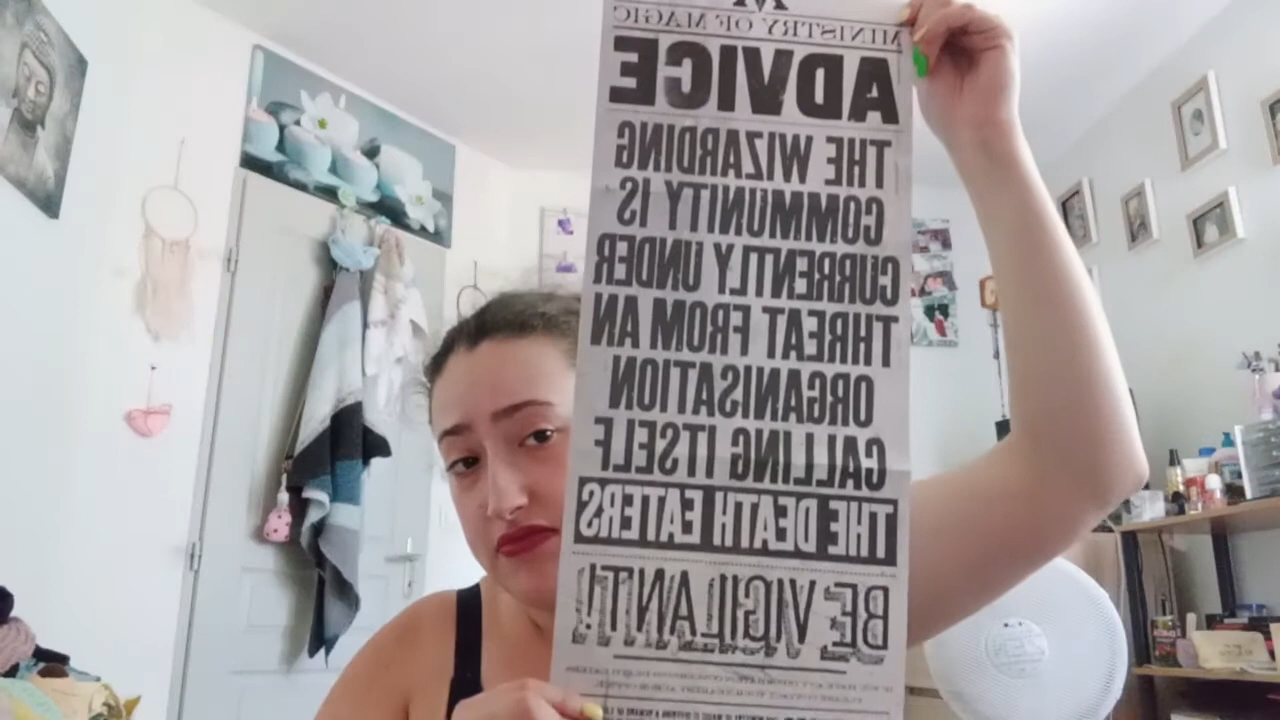 M
MINISTRY OF MAGIC
ADVICE
THE WIZARDING
COMMUNITY IS
CURRENTLY UNDER
THREAT FROM AN
ORGANISATION
CALLING ITSELF
THE DEATH EATERS
BE VIGILANT!